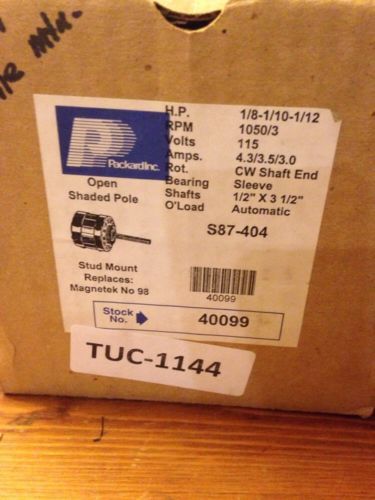 Mtr.
PackardInc.
Open
Shaded Pole
Stud Mount
Replaces:
Magnetek No 98
H.P. 1/8-1/10-1/12
RPM 1050/3
Volts 115
Amps. 4.3/3.5/3.0
Rot. CW Shaft End
Bearing Sleeve
Shafts 1/2" X 3 1/2"
O'Load Automatic
S87-404
40099
Stock
No. 40099
TUC-1144